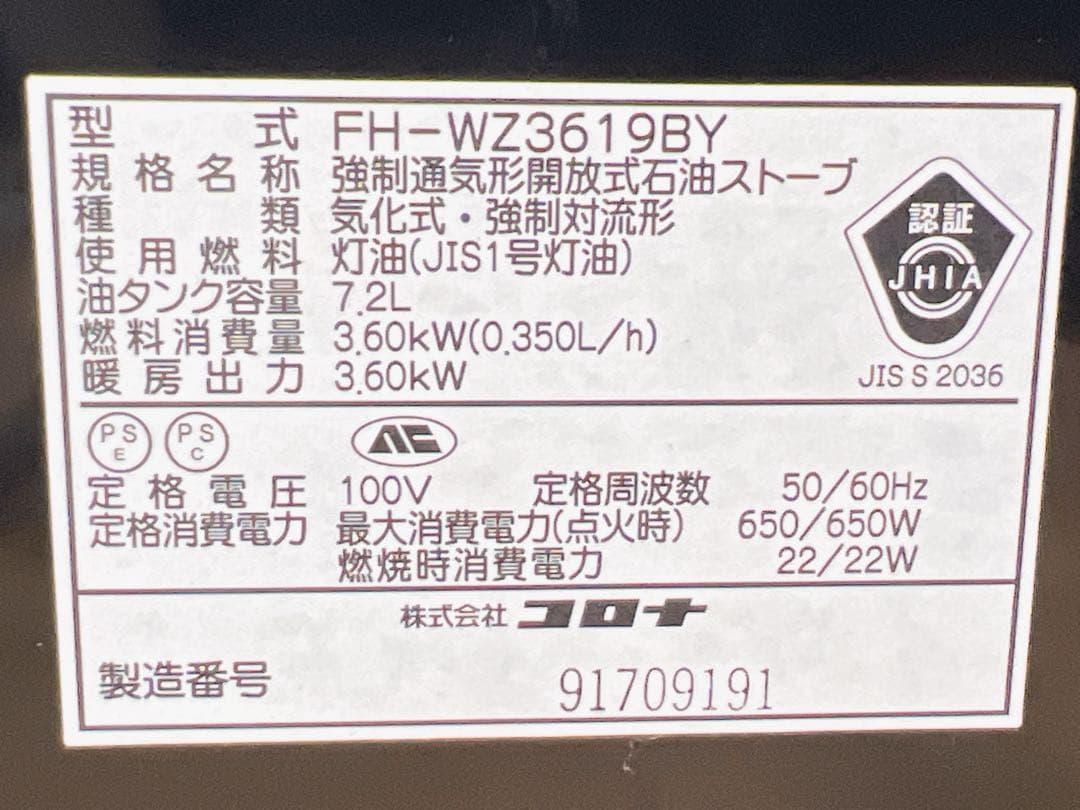 型式 FH-WZ3619BY
規格名称 強制通気形開放式石油ストーブ
種類 気化式・強制対流形
使用燃料 灯油(JIS1号灯油)
油タンク容量 7.2L
燃料消費量 3.60kW(0.350L/h)
暖房出力 3.60kW
認証
JHIA
JIS S 2036
PS E PS C
定格電圧 100V 定格周波数 50/60Hz
定格消費電力 最大消費電力(点火時) 650/650W
燃焼時消費電力 22/22W
株式会社 コロナ
製造番号 91709191